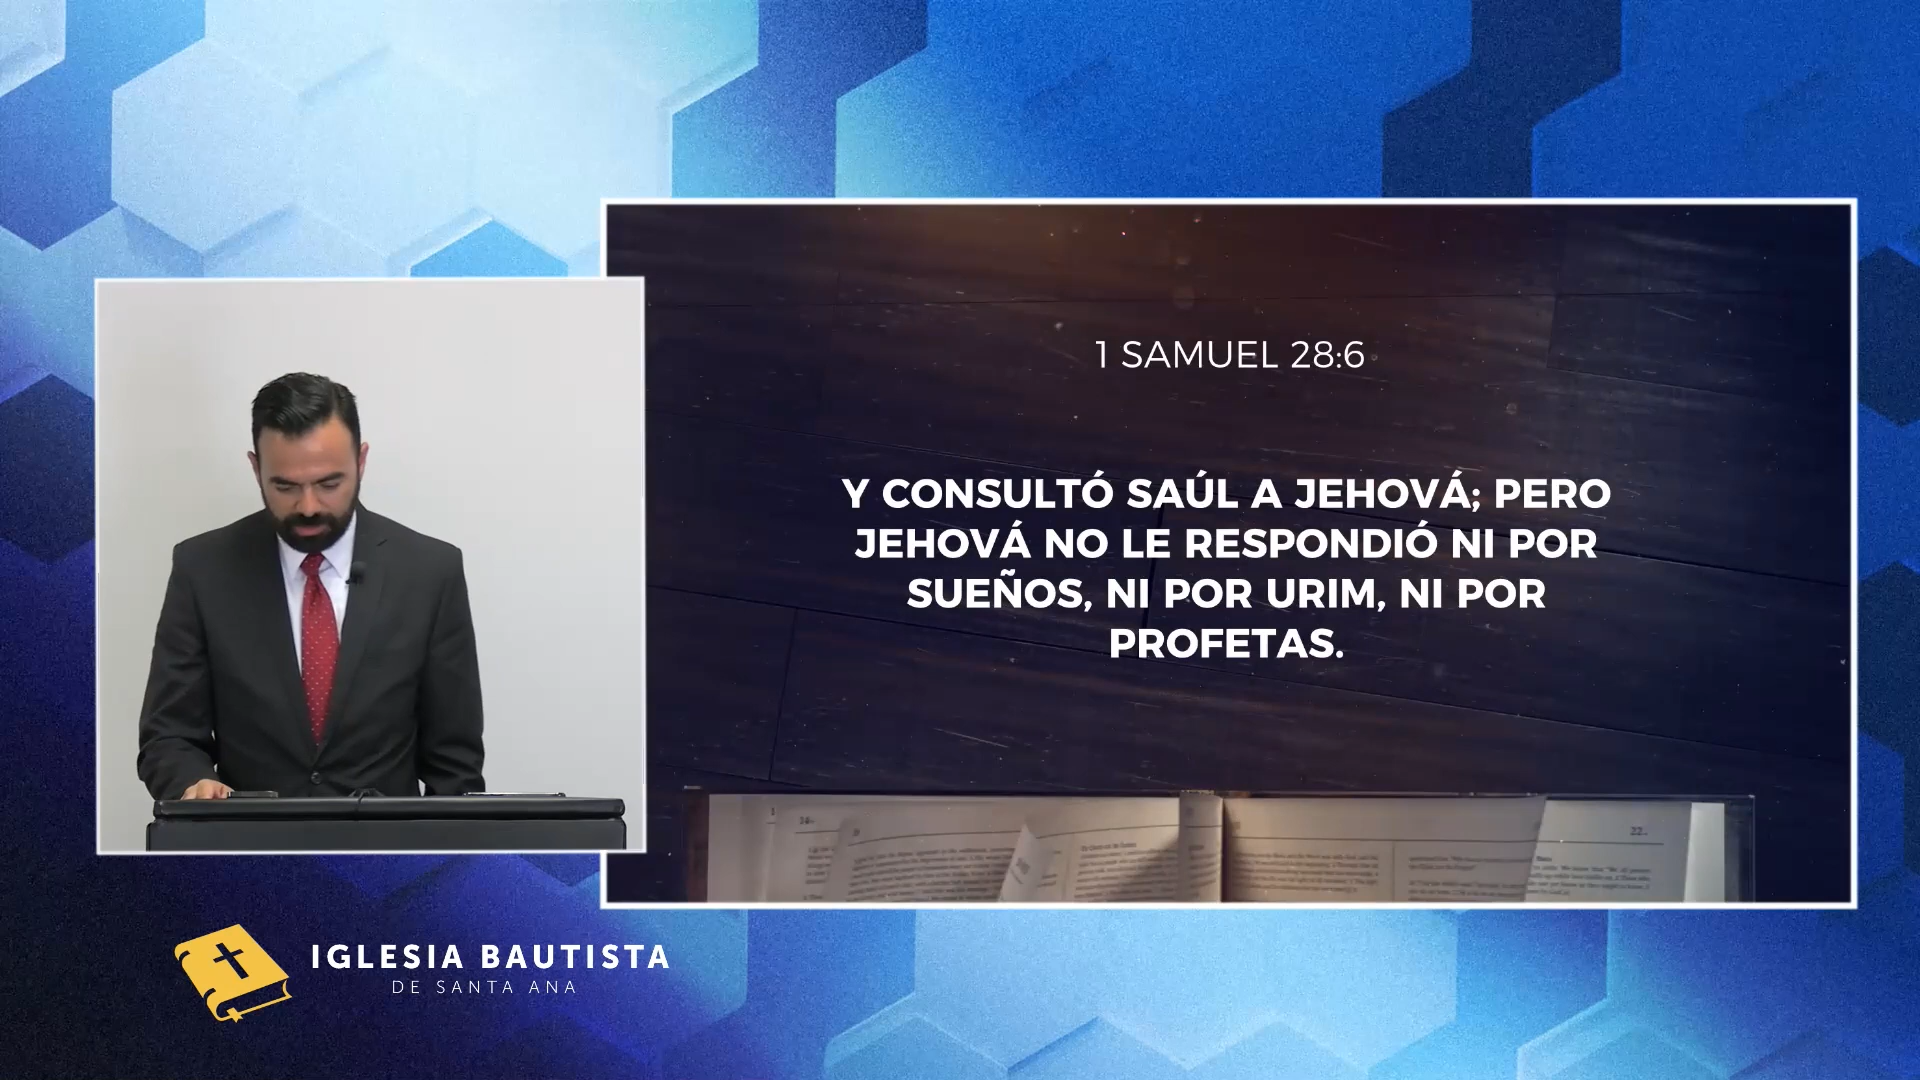 1 SAMUEL 28:6
Y CONSULTÓ SAÚL A JEHOVÁ; PERO
JEHOVÁ NO LE RESPONDIÓ NI POR
SUEÑOS, NI POR URIM, NI POR
PROFETAS.
22
IGLESIA BAUTISTA
DE SANTA ANA